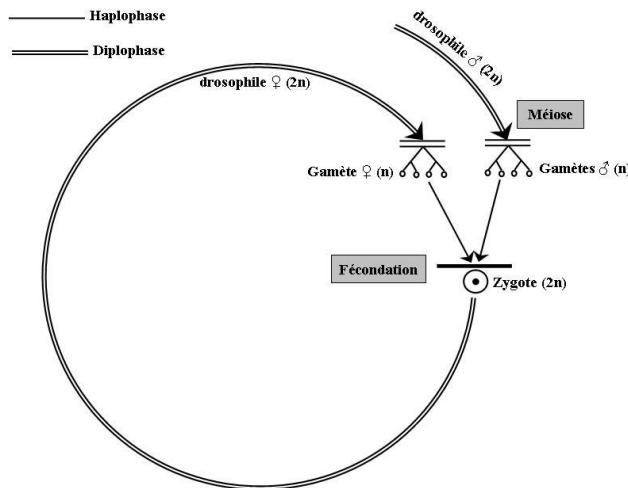 Haplophase
Diplophase
drosophile ♀ (2n)
drosophile ♂ (2n)
Méiose
Gamète ♀ (n)
Gamètes ♂ (n)
Fécondation
Zygote (2n)